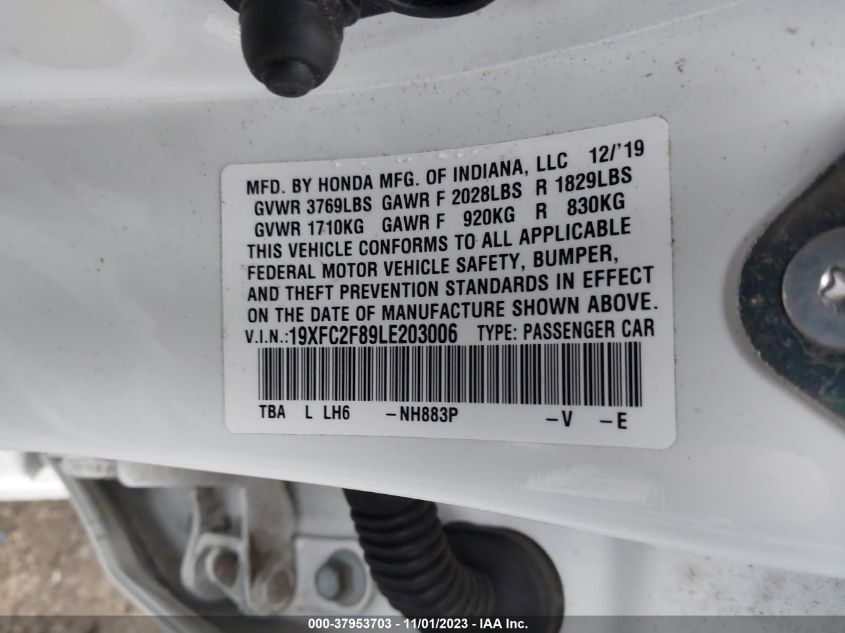 MFD. BY HONDA MFG. OF INDIANA, LLC 12/'19
GVWR 3769LBS GAWR F 2028LBS R 1829LBS
GVWR 1710KG GAWR F 920KG R 830KG
THIS VEHICLE CONFORMS TO ALL APPLICABLE
FEDERAL MOTOR VEHICLE SAFETY, BUMPER,
AND THEFT PREVENTION STANDARDS IN EFFECT
ON THE DATE OF MANUFACTURE SHOWN ABOVE.
V.I.N.:19XFC2F89LE203006 TYPE: PASSENGER CAR
TBA L LH6 -NH883P -V -E
000-37953703 - 11/01/2023 - IAA Inc.